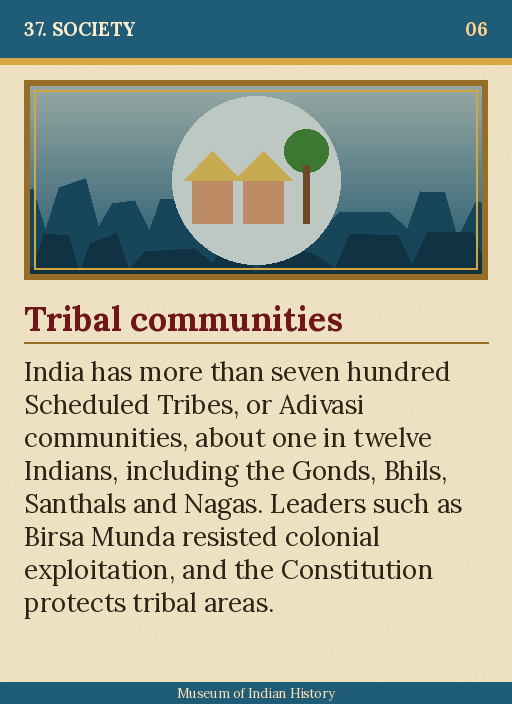 37. SOCIETY
06
Tribal communities
India has more than seven hundred
Scheduled Tribes, or Adivasi
communities, about one in twelve
Indians, including the Gonds, Bhils,
Santhals and Nagas. Leaders such as
Birsa Munda resisted colonial
exploitation, and the Constitution
protects tribal areas.
Museum of Indian History